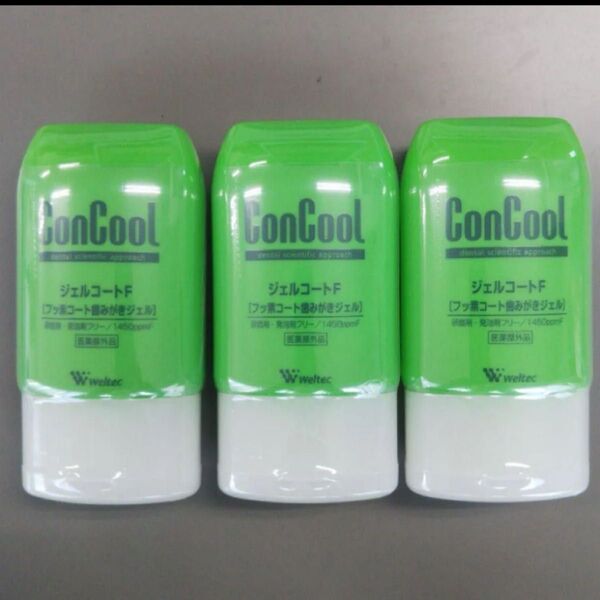 ConCool
dental scientific approach
ジェルコートF
[フッ素コート歯みがきジェル]
研磨剤・発泡剤フリー/1450ppmF
医薬部外品
Weltec
ConCool
dental scientific approach
ジェルコートF
[フッ素コート歯みがきジェル]
研磨剤・発泡剤フリー/1450ppmF
医薬部外品
Weltec
ConCool
dental scientific approach
ジェルコートF
[フッ素コート歯みがきジェル]
研磨剤・発泡剤フリー/1450ppmF
医薬部外品
Weltec